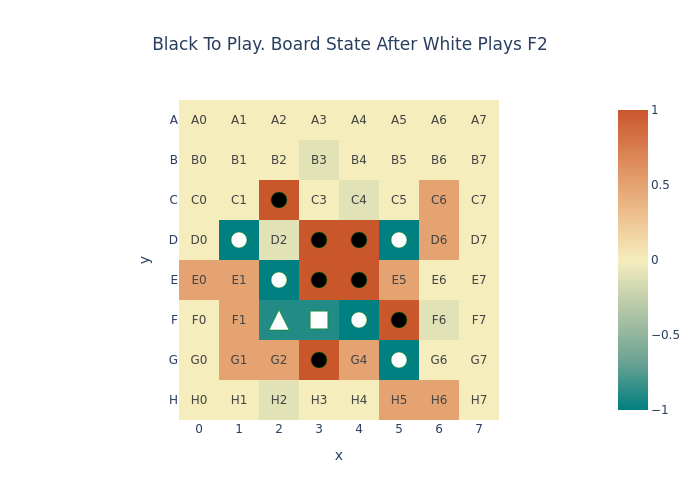 Black To Play. Board State After White Plays F2
A A0 A1 A2 A3 A4 A5 A6 A7
B B0 B1 B2 B3 B4 B5 B6 B7
C C0 C1 C3 C4 C5 C6 C7
D D0 D2 D6 D7
E E0 E1 E5 E6 E7
F F0 F1 F6 F7
G G0 G1 G2 G4 G6 G7
H H0 H1 H2 H3 H4 H5 H6 H7
0 1 2 3 4 5 6 7
x
y
1
0.5
0
−0.5
−1